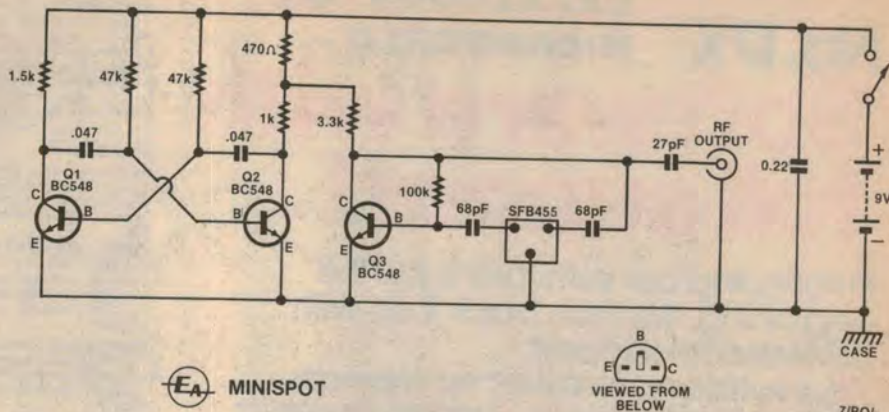 470Ω
1.5k
47k
47k
1k
3.3k
.047
.047
27pF
RF
OUTPUT
0.22
+
9V
−
Q1
BC548
Q2
BC548
100k
68pF
SFB455
68pF
C
B
E
C
B
E
C
B
E
Q3
BC548
CASE
EA MINISPOT
B
E
C
VIEWED FROM
BELOW